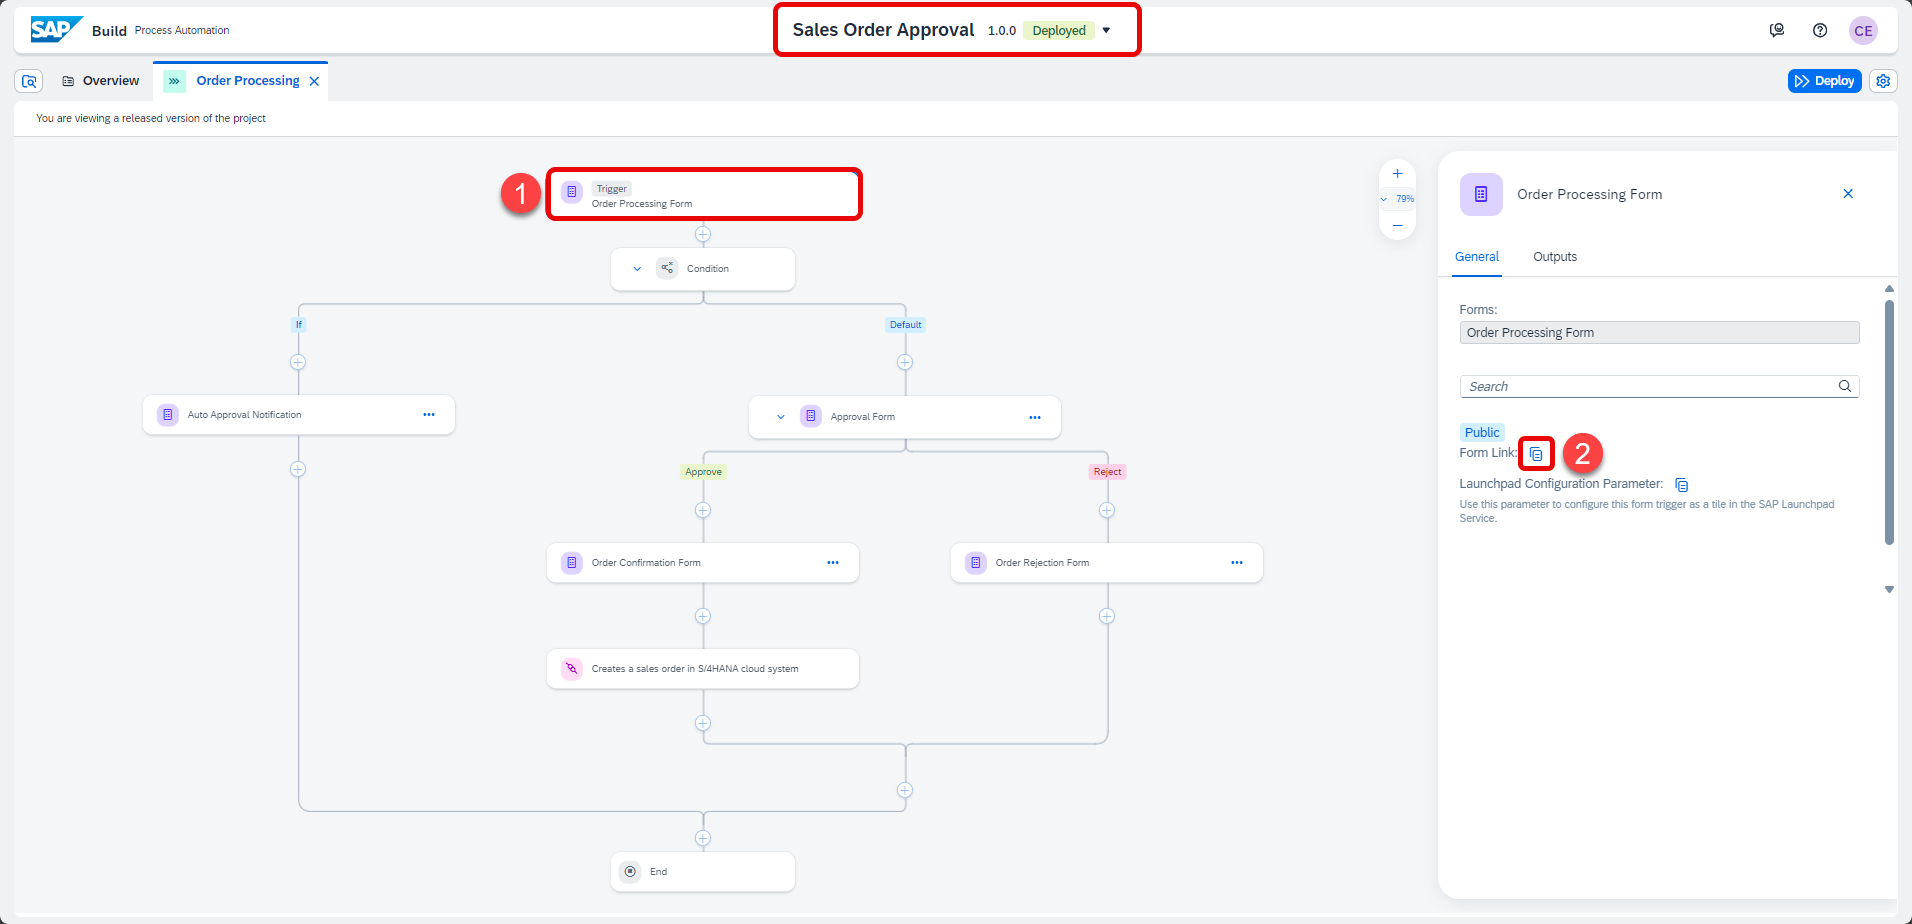 SAP Build Process Automation
Sales Order Approval 1.0.0 Deployed
CE
Overview
Order Processing
Deploy
You are viewing a released version of the project
1
Trigger
Order Processing Form
Condition
If
Default
Auto Approval Notification
Approval Form
Approve
Reject
Order Confirmation Form
Order Rejection Form
Creates a sales order in S/4HANA cloud system
End
79%
Order Processing Form
General
Outputs
Forms:
Order Processing Form
Search
Public
Form Link:
2
Launchpad Configuration Parameter:
Use this parameter to configure this form trigger as a tile in the SAP Launchpad
Service.